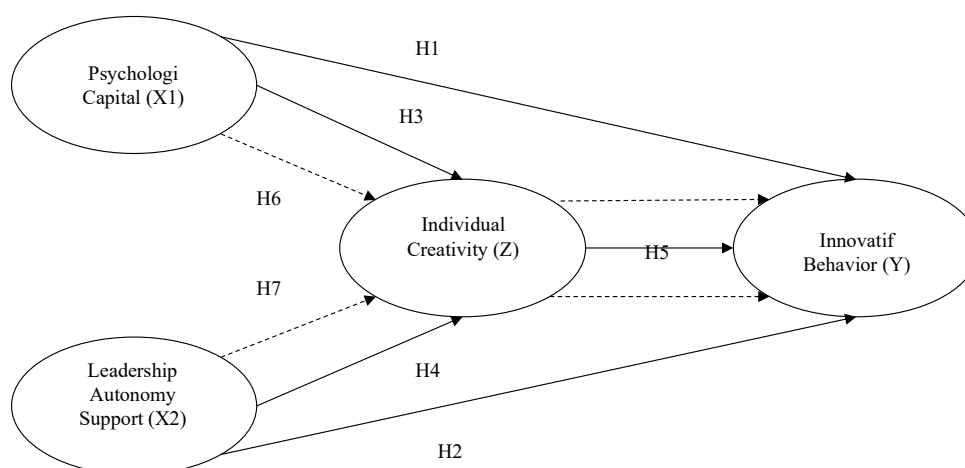 H1
Psychologi
Capital (X1)
H3
H6
Individual
Creativity (Z)
Innovatif
Behavior (Y)
H5
H7
Leadership
Autonomy
Support (X2)
H4
H2